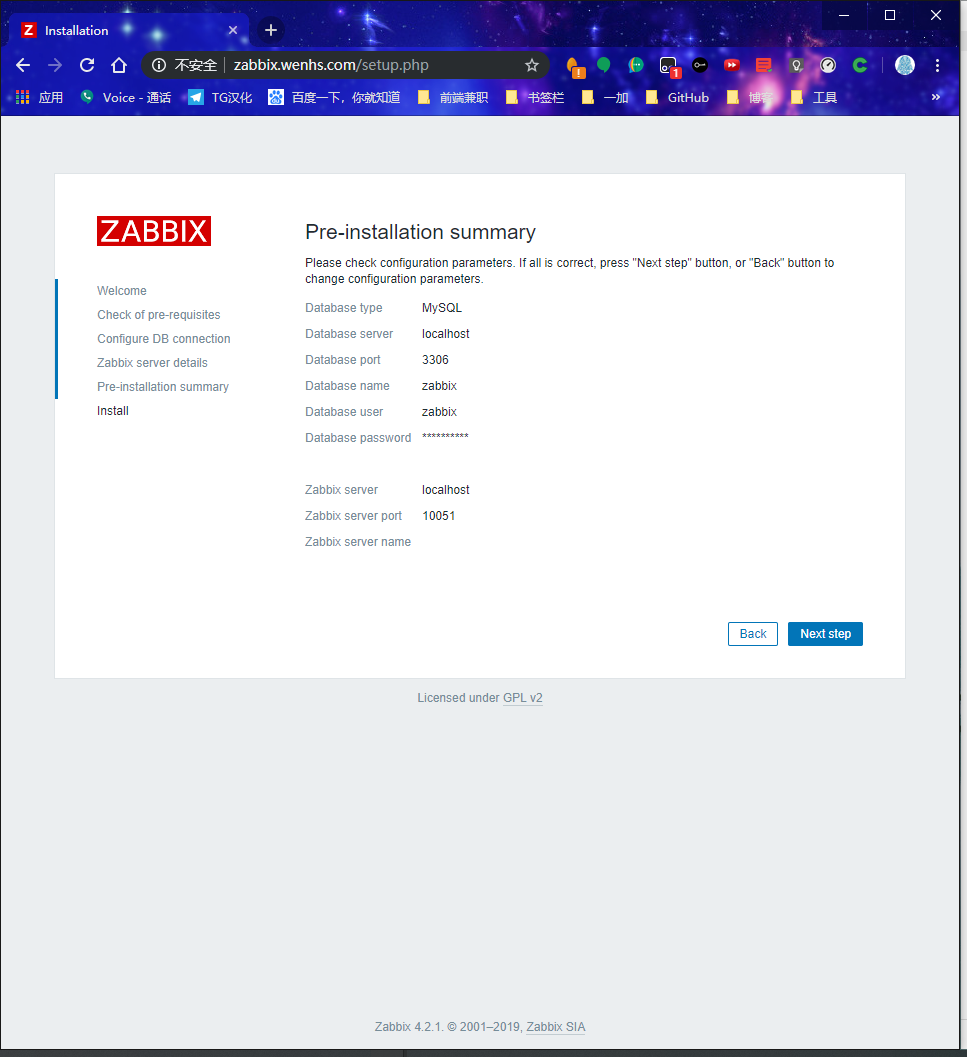 Z Installation
不安全 zabbix.wenhs.com/setup.php
! 1
应用 Voice - 通话 TG汉化 百度一下，你就知道 前端兼职 书签栏 一加 GitHub 博客 工具 »
ZABBIX
Welcome
Check of pre-requisites
Configure DB connection
Zabbix server details
Pre-installation summary
Install
Pre-installation summary
Please check configuration parameters. If all is correct, press "Next step" button, or "Back" button to
change configuration parameters.
Database type MySQL
Database server localhost
Database port 3306
Database name zabbix
Database user zabbix
Database password **********
Zabbix server localhost
Zabbix server port 10051
Zabbix server name
Back Next step
Licensed under GPL v2
Zabbix 4.2.1. © 2001–2019, Zabbix SIA